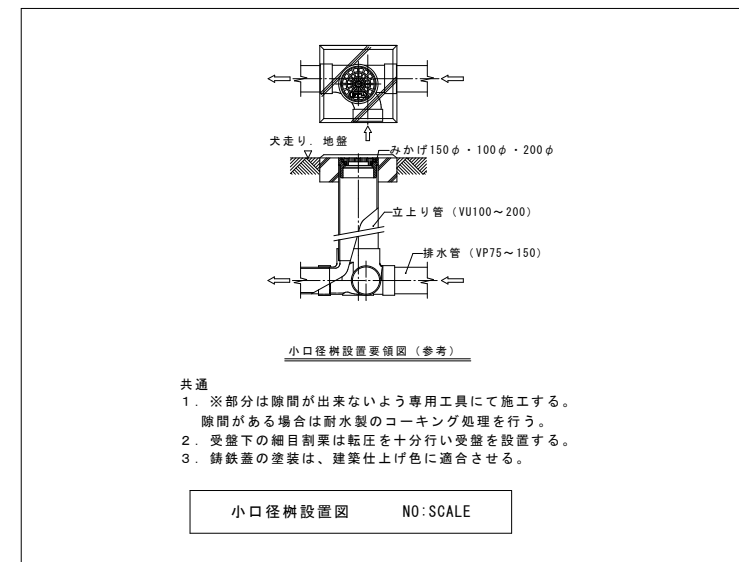 犬走り．地盤
みかげ150φ・100φ・200φ
立上り管（VU100～200）
排水管（VP75～150）
小口径桝設置要領図（参考）
共通
１．※部分は隙間が出来ないよう専用工具にて施工する。
隙間がある場合は耐水製のコーキング処理を行う。
２．受盤下の細目割栗は転圧を十分行い受盤を設置する。
３．鋳鉄蓋の塗装は、建築仕上げ色に適合させる。
小口径桝設置図　NO:SCALE